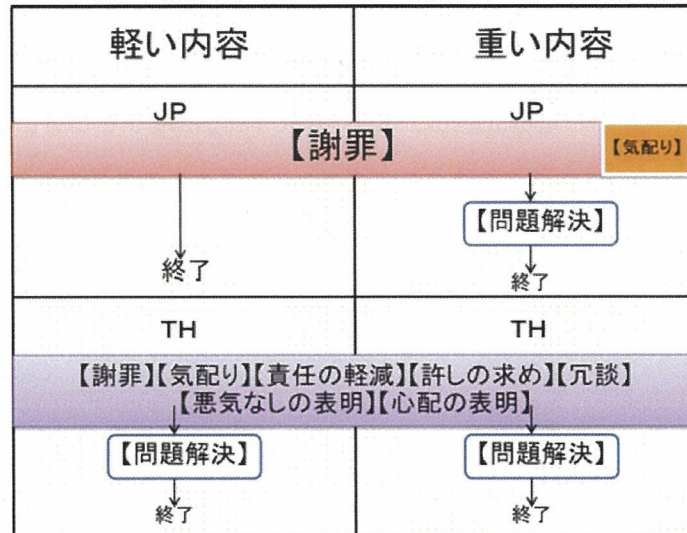 軽い内容
重い内容
JP
JP
【謝罪】
【気配り】
【問題解決】
終了
終了
TH
TH
【謝罪】【気配り】【責任の軽減】【許しの求め】【冗談】
【悪気なしの表明】【心配の表明】
【問題解決】
【問題解決】
終了
終了